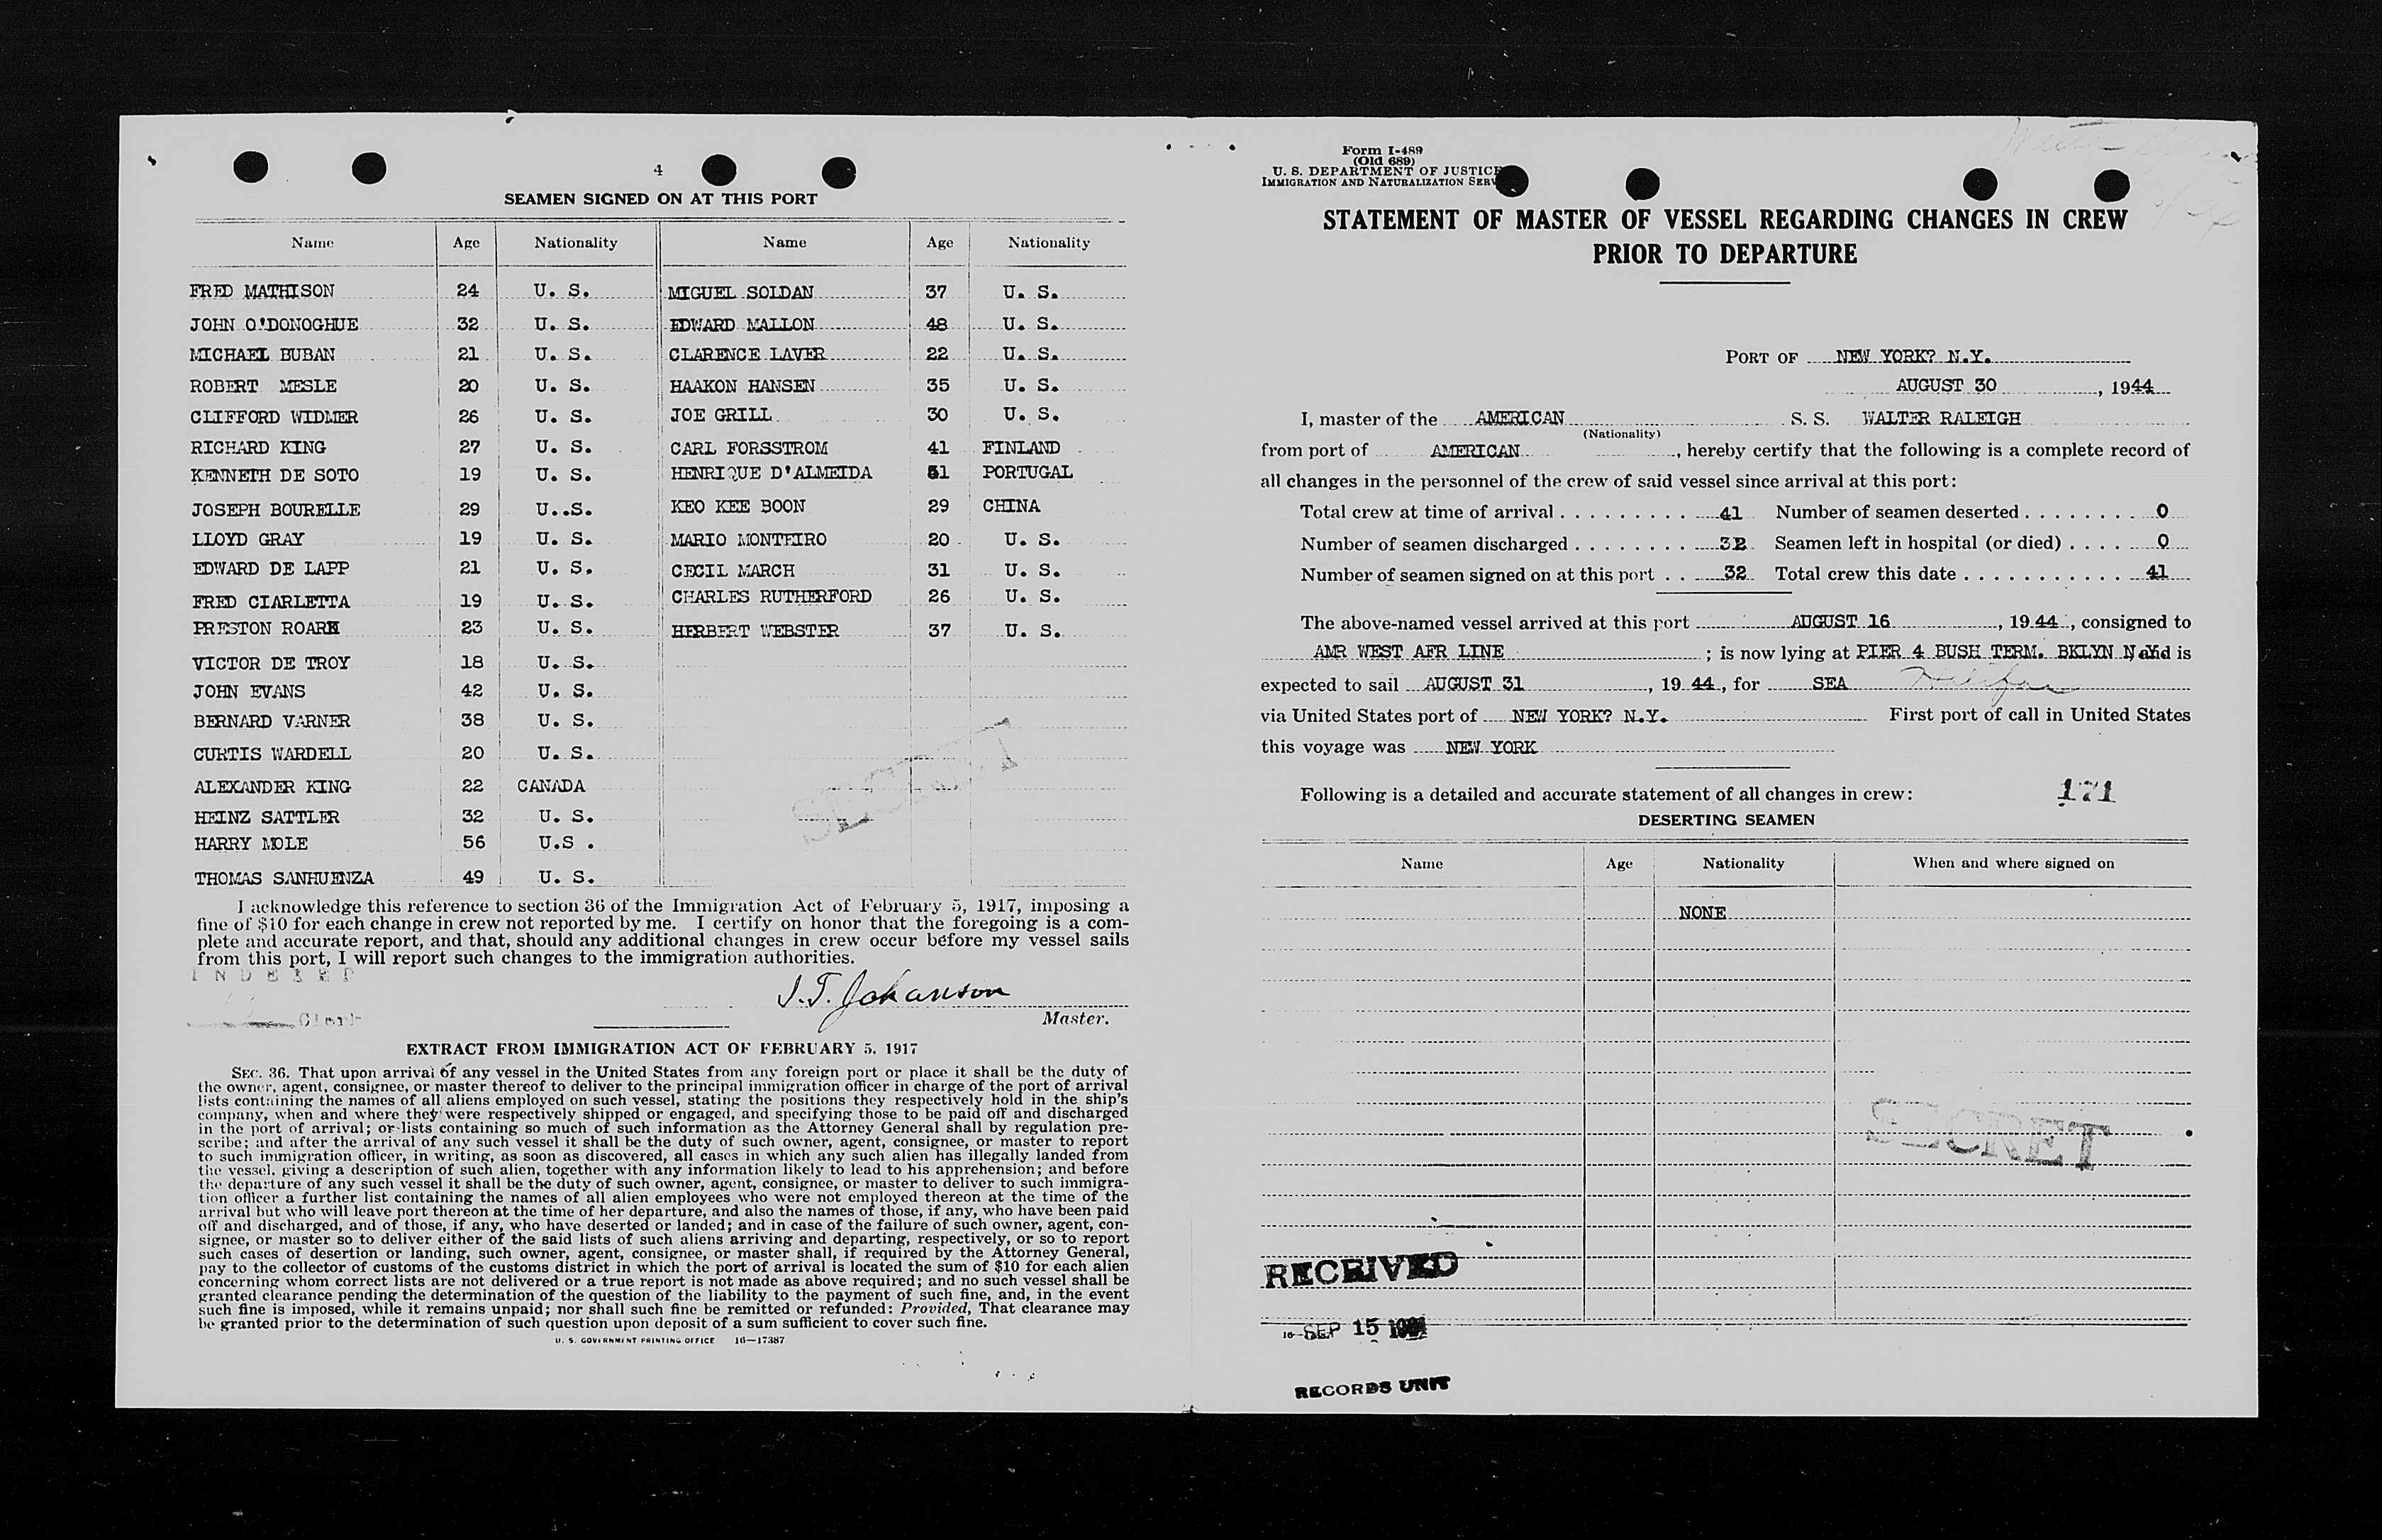 4
SEAMEN SIGNED ON AT THIS PORT
Name Age Nationality Name Age Nationality
FRED MATHISON 24 U. S. MIGUEL SOLDAN 37 U. S.
JOHN O'DONOGHUE 32 U. S. EDWARD MALLON 48 U. S.
MICHAEL BUBAN 21 U. S. CLARENCE LAVER 22 U. S.
ROBERT MESLE 20 U. S. HAAKON HANSEN 35 U. S.
CLIFFORD WIDMER 26 U. S. JOE GRILL 30 U. S.
RICHARD KING 27 U. S. CARL FORSSTROM 41 FINLAND
KENNETH DE SOTO 19 U. S. HENRIQUE D'ALMEIDA 51 PORTUGAL
JOSEPH BOURELLE 29 U..S. KEO KEE BOON 29 CHINA
LLOYD GRAY 19 U. S. MARIO MONTEIRO 20 U. S.
EDWARD DE LAPP 21 U. S. CECIL MARCH 31 U. S.
FRED CIARLETTA 19 U. S. CHARLES RUTHERFORD 26 U. S.
PRESTON ROARK 23 U. S. HERBERT WEBSTER 37 U. S.
VICTOR DE TROY 18 U. S.
JOHN EVANS 42 U. S.
BERNARD VARNER 38 U. S.
CURTIS WARDELL 20 U. S.
ALEXANDER KING 22 CANADA
HEINZ SATTLER 32 U. S.
HARRY MOLE 56 U.S .
THOMAS SANHUENZA 49 U. S.
SECRET
I acknowledge this reference to section 36 of the Immigration Act of February 5, 1917, imposing a
fine of $10 for each change in crew not reported by me. I certify on honor that the foregoing is a com-
plete and accurate report, and that, should any additional changes in crew occur before my vessel sails
from this port, I will report such changes to the immigration authorities.
INDEXED
J.T. Johanson
Clerk
Master.
EXTRACT FROM IMMIGRATION ACT OF FEBRUARY 5, 1917
SEC. 36. That upon arrival of any vessel in the United States from any foreign port or place it shall be the duty of
the owner, agent, consignee, or master thereof to deliver to the principal immigration officer in charge of the port of arrival
lists containing the names of all aliens employed on such vessel, stating the positions they respectively hold in the ship's
company, when and where they were respectively shipped or engaged, and specifying those to be paid off and discharged
in the port of arrival; or lists containing so much of such information as the Attorney General shall by regulation pre-
scribe; and after the arrival of any such vessel it shall be the duty of such owner, agent, consignee, or master to report
to such immigration officer, in writing, as soon as discovered, all cases in which any such alien has illegally landed from
the vessel, giving a description of such alien, together with any information likely to lead to his apprehension; and before
the departure of any such vessel it shall be the duty of such owner, agent, consignee, or master to deliver to such immigra-
tion officer a further list containing the names of all alien employees who were not employed thereon at the time of the
arrival but who will leave port thereon at the time of her departure, and also the names of those, if any, who have been paid
off and discharged, and of those, if any, who have deserted or landed; and in case of the failure of such owner, agent, con-
signee, or master so to deliver either of the said lists of such aliens arriving and departing, respectively, or so to report
such cases of desertion or landing, such owner, agent, consignee, or master shall, if required by the Attorney General,
pay to the collector of customs of the customs district in which the port of arrival is located the sum of $10 for each alien
concerning whom correct lists are not delivered or a true report is not made as above required; and no such vessel shall be
granted clearance pending the determination of the question of the liability to the payment of such fine, and, in the event
such fine is imposed, while it remains unpaid; nor shall such fine be remitted or refunded: Provided, That clearance may
be granted prior to the determination of such question upon deposit of a sum sufficient to cover such fine.
U. S. GOVERNMENT PRINTING OFFICE 16—17387
Form I-489
(Old 689)
U. S. DEPARTMENT OF JUSTICE
IMMIGRATION AND NATURALIZATION SERV
STATEMENT OF MASTER OF VESSEL REGARDING CHANGES IN CREW
PRIOR TO DEPARTURE
PORT OF NEW YORK? N.Y.
AUGUST 30, 1944
I, master of the AMERICAN S. S. WALTER RALEIGH
(Nationality)
from port of AMERICAN, hereby certify that the following is a complete record of
all changes in the personnel of the crew of said vessel since arrival at this port:
Total crew at time of arrival 41 Number of seamen deserted 0
Number of seamen discharged 32 Seamen left in hospital (or died) 0
Number of seamen signed on at this port 32 Total crew this date 41
The above-named vessel arrived at this port AUGUST 16, 1944, consigned to
AMR WEST AFR LINE; is now lying at PIER 4 BUSH TERM. BKLYN N.Y. and is
expected to sail AUGUST 31, 1944, for SEA Halifax
via United States port of NEW YORK? N.Y. First port of call in United States
this voyage was NEW YORK
Following is a detailed and accurate statement of all changes in crew: 171
DESERTING SEAMEN
Name Age Nationality When and where signed on
NONE
SECRET
RECEIVED
16— SEP 15 1944
RECORDS UNIT